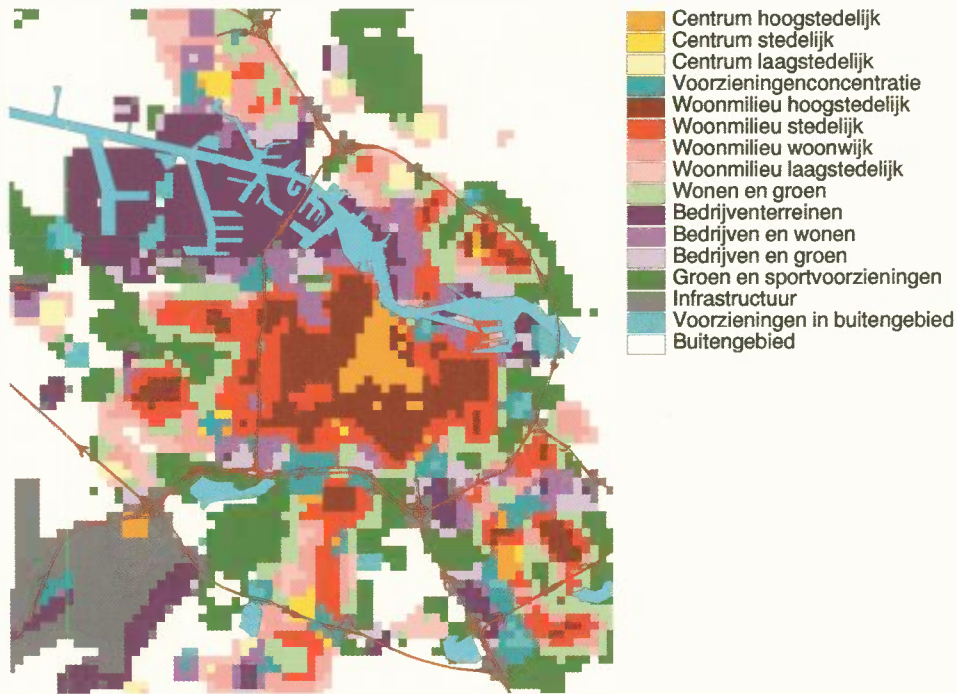 Centrum hoogstedelijk
Centrum stedelijk
Centrum laagstedelijk
Voorzieningenconcentratie
Woonmilieu hoogstedelijk
Woonmilieu stedelijk
Woonmilieu woonwijk
Woonmilieu laagstedelijk
Wonen en groen
Bedrijventerreinen
Bedrijven en wonen
Bedrijven en groen
Groen en sportvoorzieningen
Infrastructuur
Voorzieningen in buitengebied
Buitengebied